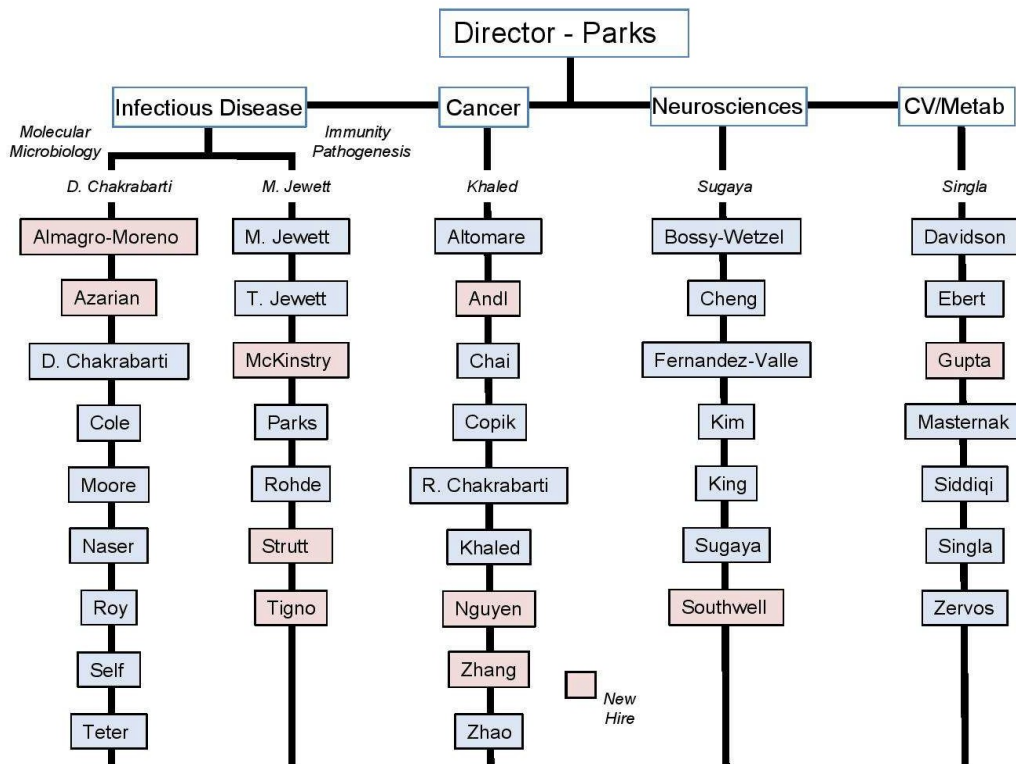 Director - Parks
Infectious Disease
Cancer
Neurosciences
CV/Metab
Molecular
Microbiology
Immunity
Pathogenesis
D. Chakrabarti
M. Jewett
Khaled
Sugaya
Singla
Almagro-Moreno
M. Jewett
Altomare
Bossy-Wetzel
Davidson
Azarian
T. Jewett
Andl
Cheng
Ebert
D. Chakrabarti
McKinstry
Chai
Fernandez-Valle
Gupta
Cole
Parks
Copik
Kim
Masternak
Moore
Rohde
R. Chakrabarti
King
Siddiqi
Naser
Strutt
Khaled
Sugaya
Singla
Roy
Tigno
Nguyen
Southwell
Zervos
Self
Zhang
New
Hire
Teter
Zhao